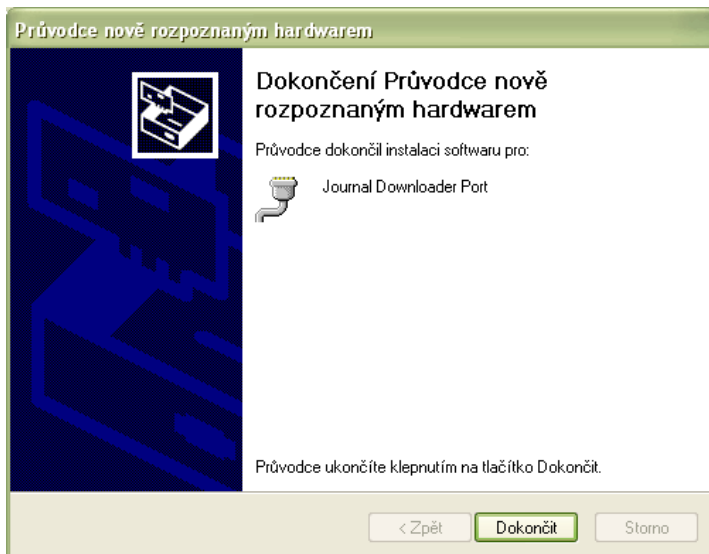 Průvodce nově rozpoznaným hardwarem
Dokončení Průvodce nově
rozpoznaným hardwarem
Průvodce dokončil instalaci softwaru pro:
Journal Downloader Port
Průvodce ukončíte klepnutím na tlačítko Dokončit.
< Zpět Dokončit Storno